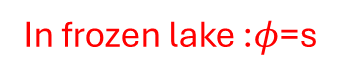 In frozen lake :𝜙=s